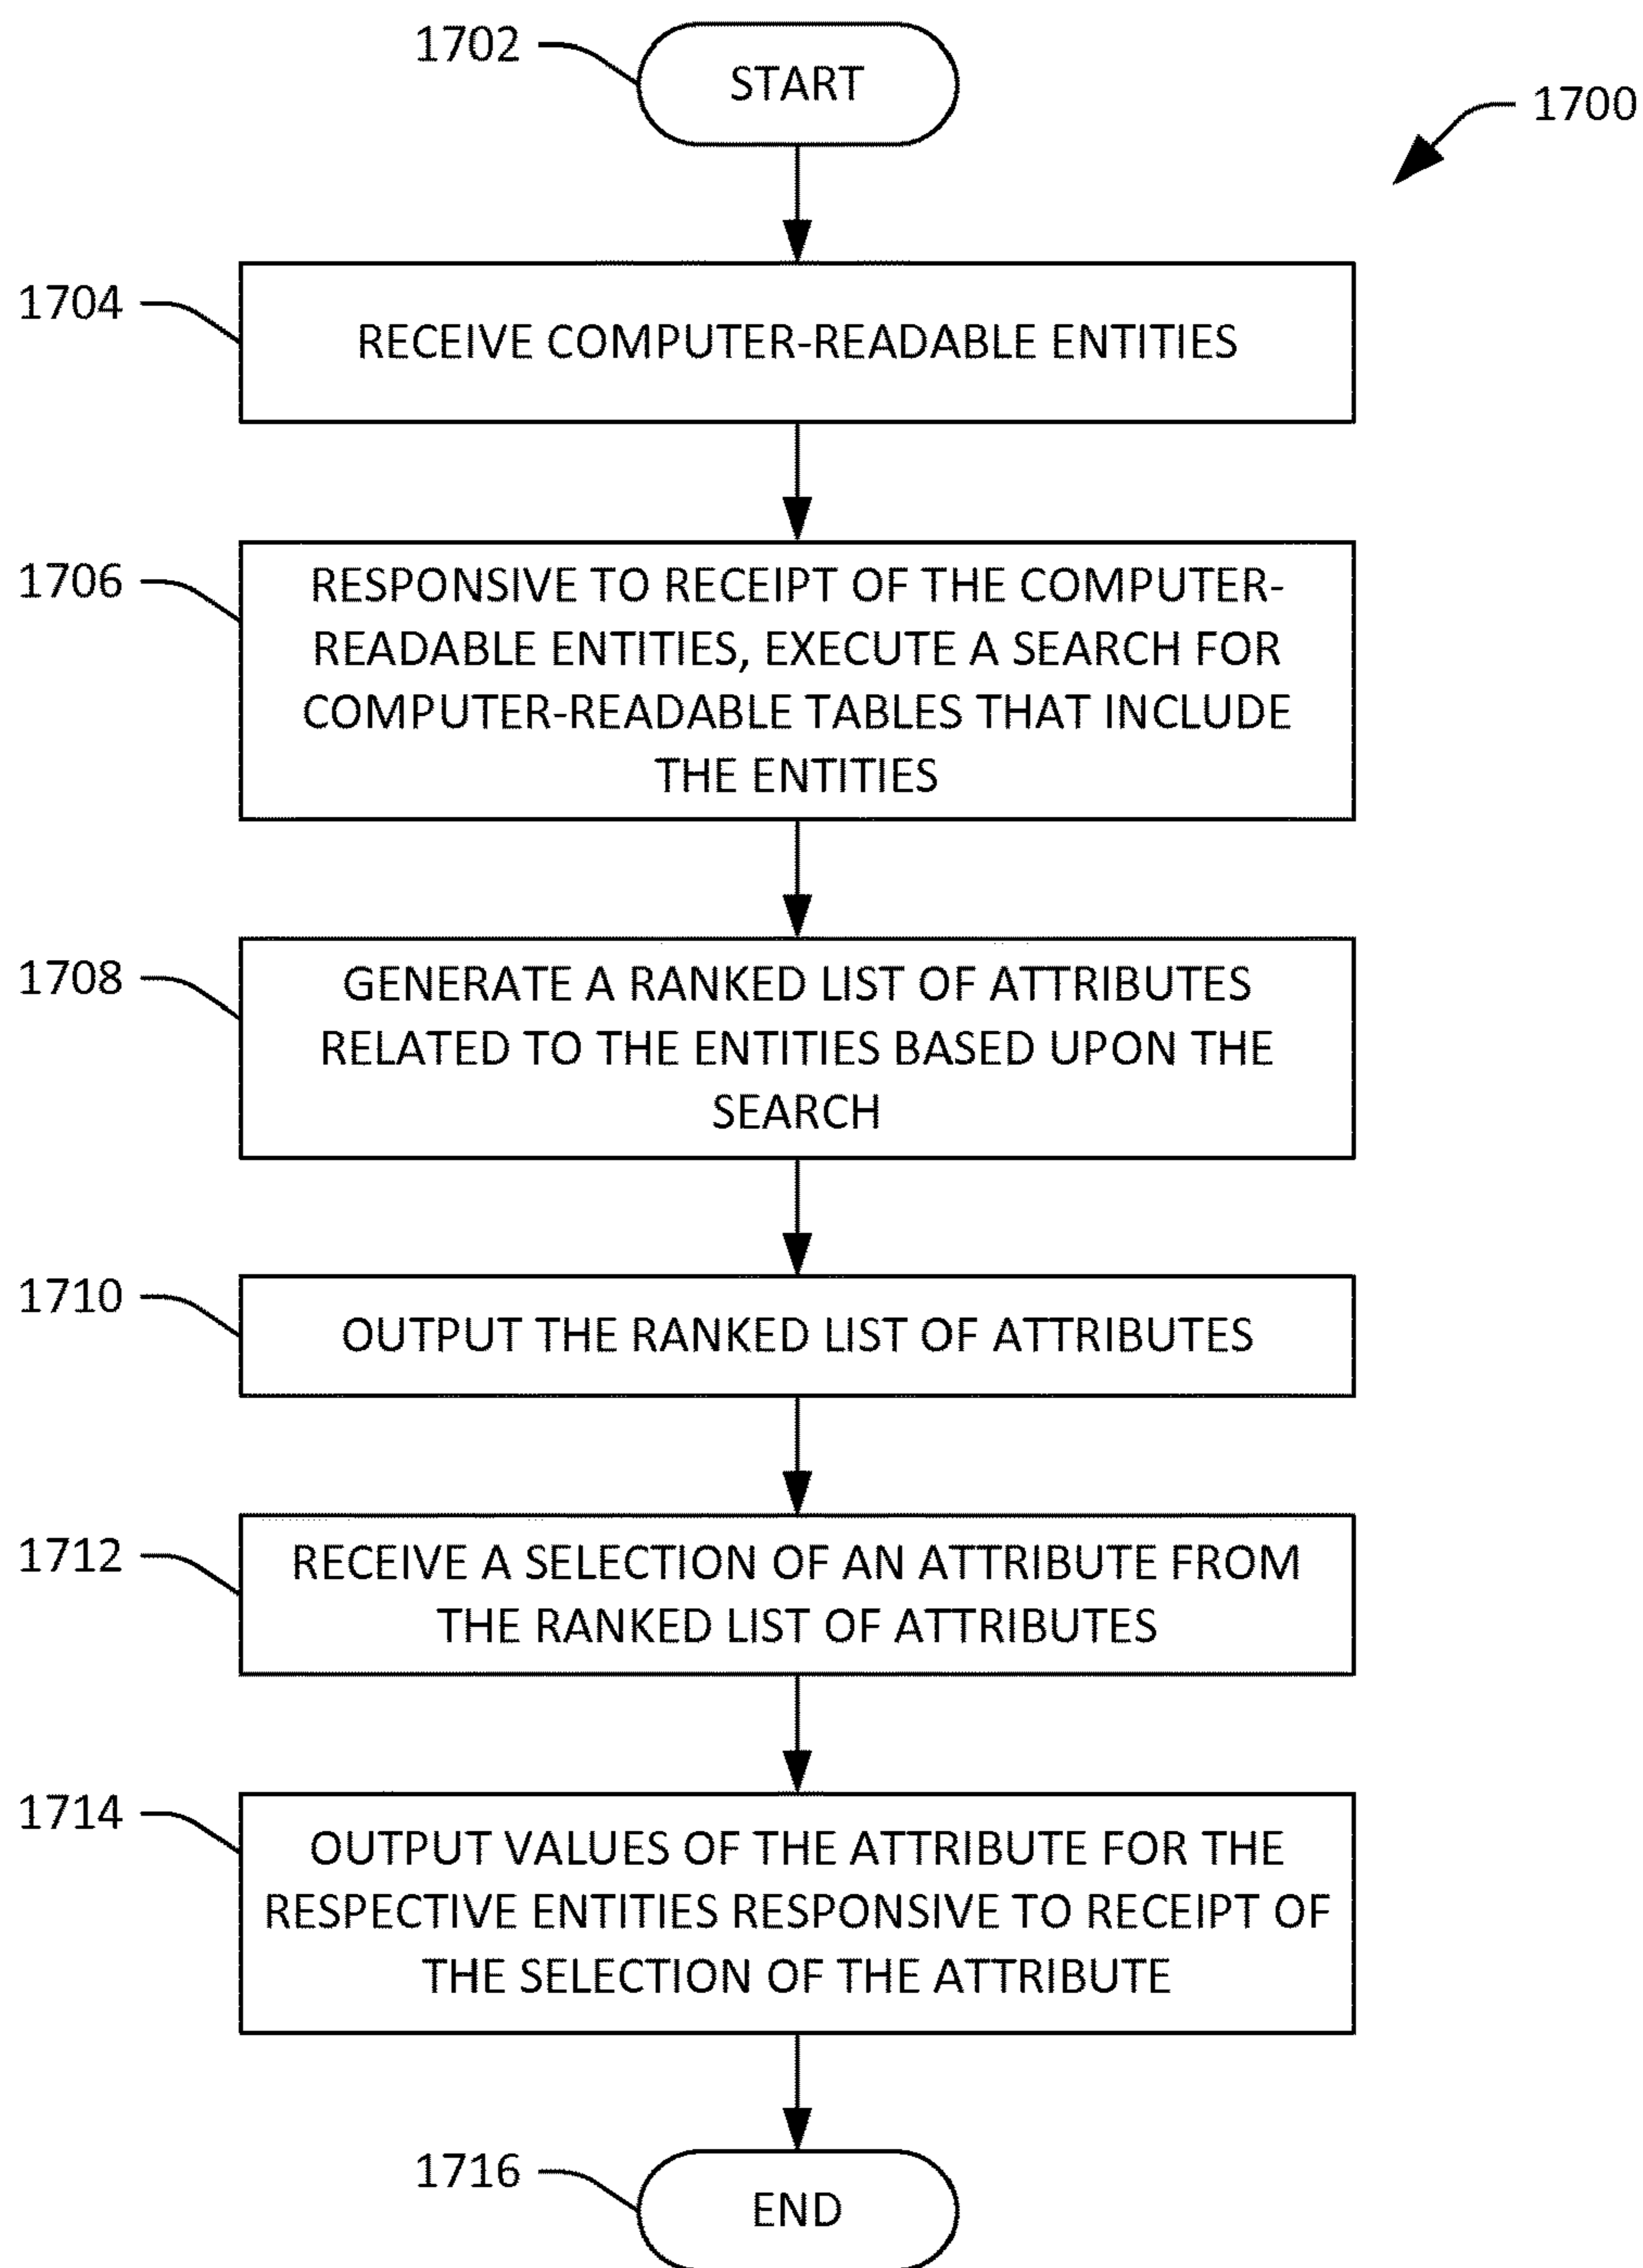 1702
START
1700
1704
RECEIVE COMPUTER-READABLE ENTITIES
1706
RESPONSIVE TO RECEIPT OF THE COMPUTER-
READABLE ENTITIES, EXECUTE A SEARCH FOR
COMPUTER-READABLE TABLES THAT INCLUDE
THE ENTITIES
1708
GENERATE A RANKED LIST OF ATTRIBUTES
RELATED TO THE ENTITIES BASED UPON THE
SEARCH
1710
OUTPUT THE RANKED LIST OF ATTRIBUTES
1712
RECEIVE A SELECTION OF AN ATTRIBUTE FROM
THE RANKED LIST OF ATTRIBUTES
1714
OUTPUT VALUES OF THE ATTRIBUTE FOR THE
RESPECTIVE ENTITIES RESPONSIVE TO RECEIPT OF
THE SELECTION OF THE ATTRIBUTE
1716
END